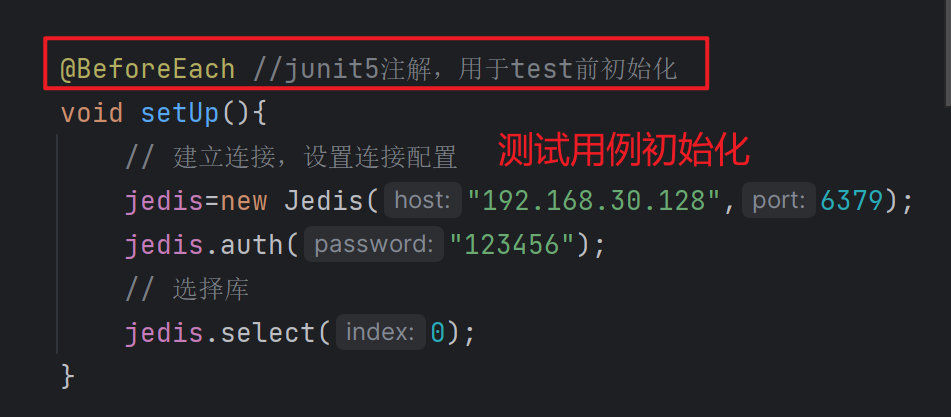 @BeforeEach //junit5注解，用于test前初始化
void setUp(){
// 建立连接，设置连接配置
测试用例初始化
jedis=new Jedis( host: "192.168.30.128", port: 6379);
jedis.auth( password: "123456");
// 选择库
jedis.select( index: 0);
}